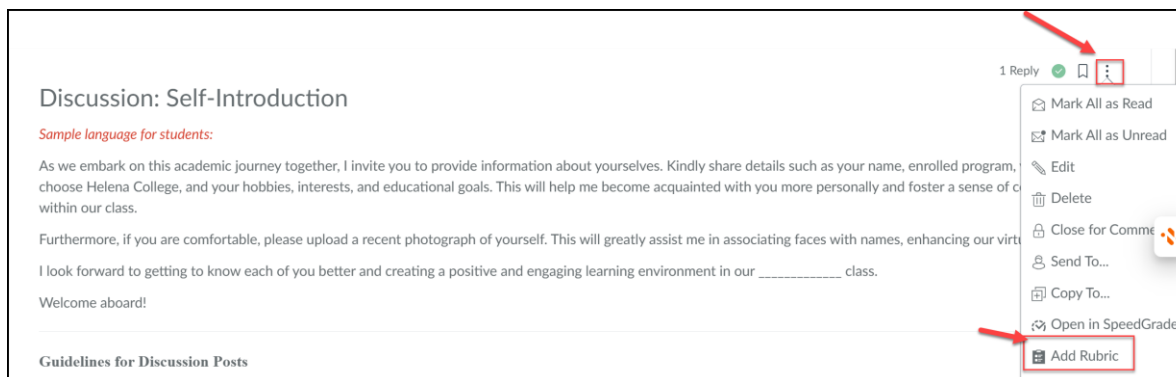 1 Reply
Discussion: Self-Introduction
Mark All as Read
Sample language for students:
Mark All as Unread
As we embark on this academic journey together, I invite you to provide information about yourselves. Kindly share details such as your name, enrolled program,
Edit
choose Helena College, and your hobbies, interests, and educational goals. This will help me become acquainted with you more personally and foster a sense of
within our class.
Delete
Close for Comme
Furthermore, if you are comfortable, please upload a recent photograph of yourself. This will greatly assist me in associating faces with names, enhancing our virtu
Send To...
I look forward to getting to know each of you better and creating a positive and engaging learning environment in our _____________ class.
Copy To...
Welcome aboard!
Open in SpeedGrade
Add Rubric
Guidelines for Discussion Posts